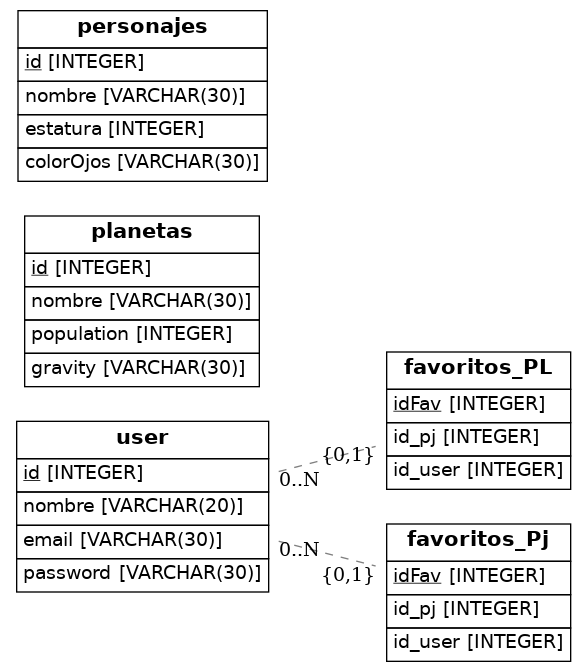 personajes
id [INTEGER]
nombre [VARCHAR(30)]
estatura [INTEGER]
colorOjos [VARCHAR(30)]
planetas
id [INTEGER]
nombre [VARCHAR(30)]
population [INTEGER]
gravity [VARCHAR(30)]
user
id [INTEGER]
nombre [VARCHAR(20)]
email [VARCHAR(30)]
password [VARCHAR(30)]
0..N
{0,1}
0..N
{0,1}
favoritos_PL
idFav [INTEGER]
id_pj [INTEGER]
id_user [INTEGER]
favoritos_Pj
idFav [INTEGER]
id_pj [INTEGER]
id_user [INTEGER]